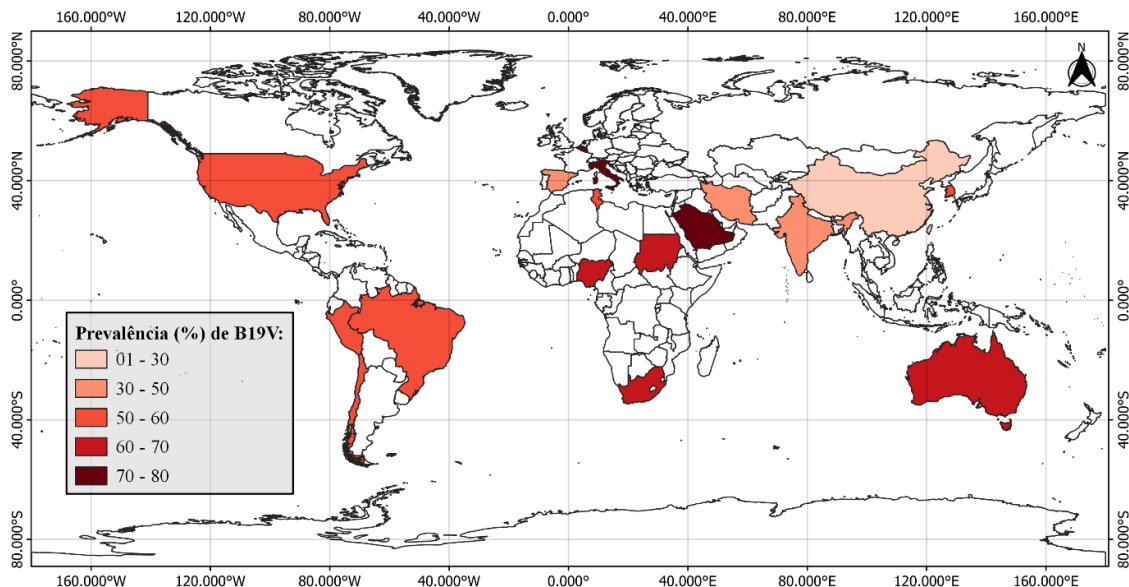 160.000°W 120.000°W 80.000°W 40.000°W 0.000° 40.000°E 80.000°E 120.000°E 160.000°E
N
80.000°N 80.000°N
40.000°N 40.000°N
0.000° 0.000°
Prevalência (%) de B19V:
01 - 30
30 - 50
50 - 60
60 - 70
70 - 80
40.000°S 40.000°S
80.000°S 80.000°S
160.000°W 120.000°W 80.000°W 40.000°W 0.000° 40.000°E 80.000°E 120.000°E 160.000°E